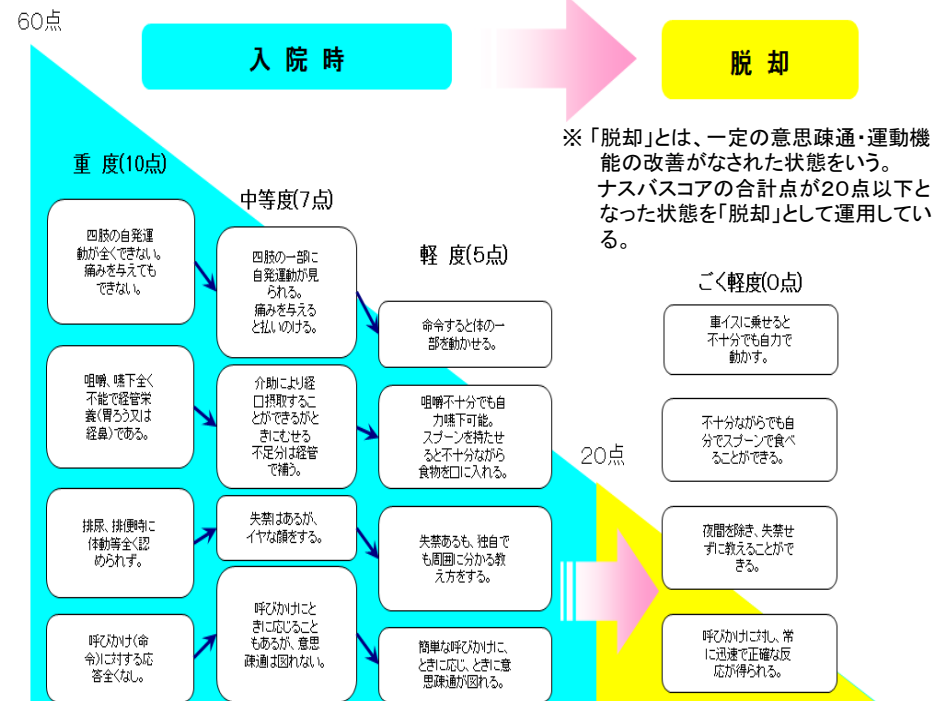 60点
入 院 時
脱 却
※ 「脱却」とは、一定の意思疎通・運動機
能の改善がなされた状態をいう。
ナスバスコアの合計点が20点以下と
なった状態を「脱却」として運用してい
る。
重 度(10点)
四肢の自発運
動が全くできない。
痛みを与えても
できない。
咀嚼、嚥下全く
不能で経管栄
養(胃ろう又は
経鼻)である。
排尿、排便時に
体動等全く認
められず。
呼びかけ(命
令)に対する応
答全くなし。
中等度(7点)
四肢の一部に
自発運動が見
られる。
痛みを与える
と払いのける。
介助により経
口摂取するこ
とができるがと
きにむせる
不足分は経管
で補う。
失禁はあるが、
イヤな顔をする。
呼びかけにと
きに応じること
もあるが、意思
疎通は図れない。
軽 度(5点)
命令すると体の一
部を動かせる。
咀嚼不十分でも自
力嚥下可能。
スプーンを持たせ
ると不十分ながら
食物を口に入れる。
失禁あるも、独自で
も周囲に分かる教
え方をする。
簡単な呼びかけに、
ときに応じ、ときに意
思疎通が図れる。
20点
ごく軽度(0点)
車イスに乗せると
不十分でも自力で
動かす。
不十分ながらでも自
分でスプーンで食べ
ることができる。
夜間を除き、失禁せ
ずに教えることがで
きる。
呼びかけに対し、常
に迅速で正確な反
応が得られる。